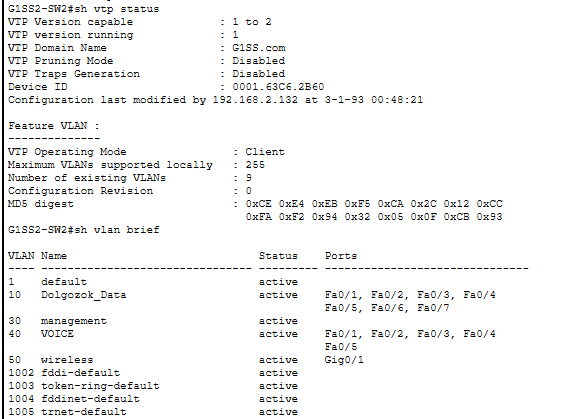 G1SS2-SW2#sh vtp status
VTP Version capable : 1 to 2
VTP version running : 1
VTP Domain Name : G1SS.com
VTP Pruning Mode : Disabled
VTP Traps Generation : Disabled
Device ID : 0001.63C6.2B60
Configuration last modified by 192.168.2.132 at 3-1-93 00:48:21
Feature VLAN :
--------------
VTP Operating Mode : Client
Maximum VLANs supported locally : 255
Number of existing VLANs : 9
Configuration Revision : 0
MD5 digest : 0xCE 0xE4 0xEB 0xF5 0xCA 0x2C 0x12 0xCC
0xFA 0xF2 0x94 0x32 0x05 0x0F 0xCB 0x93
G1SS2-SW2#sh vlan brief
VLAN Name Status Ports
---- -------------------------------- --------- -------------------------------
1 default active
10 Dolgozok_Data active Fa0/1, Fa0/2, Fa0/3, Fa0/4
Fa0/5, Fa0/6, Fa0/7
30 management active
40 VOICE active Fa0/1, Fa0/2, Fa0/3, Fa0/4
Fa0/5
50 wireless active Gig0/1
1002 fddi-default active
1003 token-ring-default active
1004 fddinet-default active
1005 trnet-default active